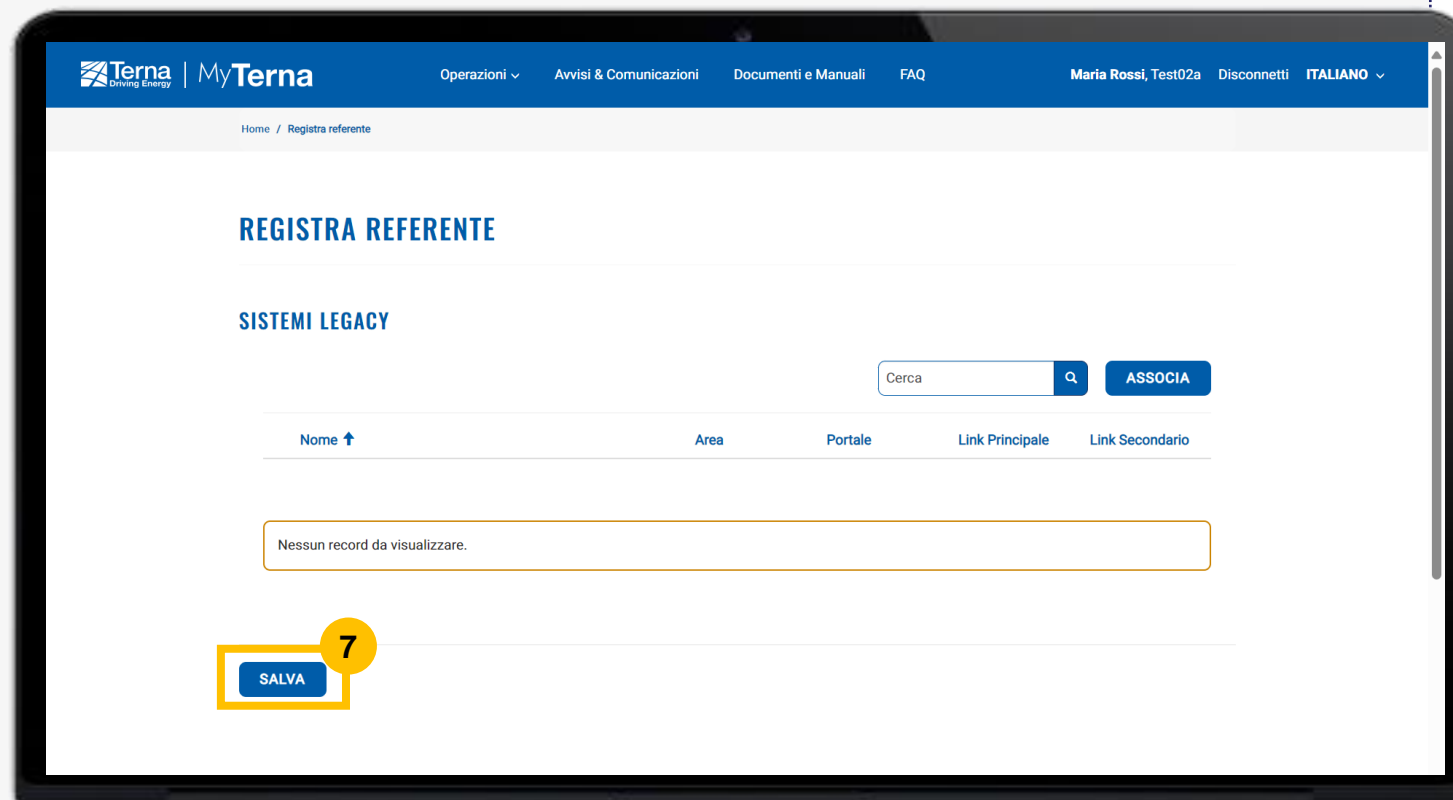 Terna Driving Energy | MyTerna Operazioni Avvisi & Comunicazioni Documenti e Manuali FAQ Maria Rossi, Test02a Disconnetti ITALIANO
Home / Registra referente
REGISTRA REFERENTE
SISTEMI LEGACY
Cerca ASSOCIA
Nome Area Portale Link Principale Link Secondario
Nessun record da visualizzare.
7
SALVA